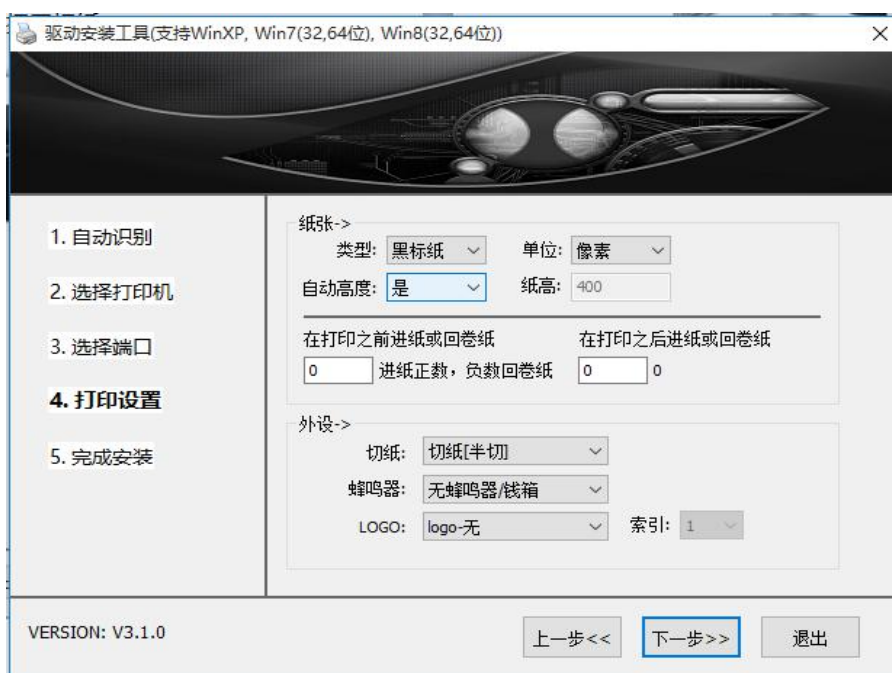 驱动安装工具(支持WinXP, Win7(32,64位), Win8(32,64位))
1. 自动识别
2. 选择打印机
3. 选择端口
4. 打印设置
5. 完成安装
纸张->
类型: 黑标纸 单位: 像素
自动高度: 是 纸高: 400
在打印之前进纸或回卷纸 在打印之后进纸或回卷纸
0 进纸正数，负数回卷纸 0 0
外设->
切纸: 切纸[半切]
蜂鸣器: 无蜂鸣器/钱箱
LOGO: logo-无 索引: 1
VERSION: V3.1.0 上一步<< 下一步>> 退出